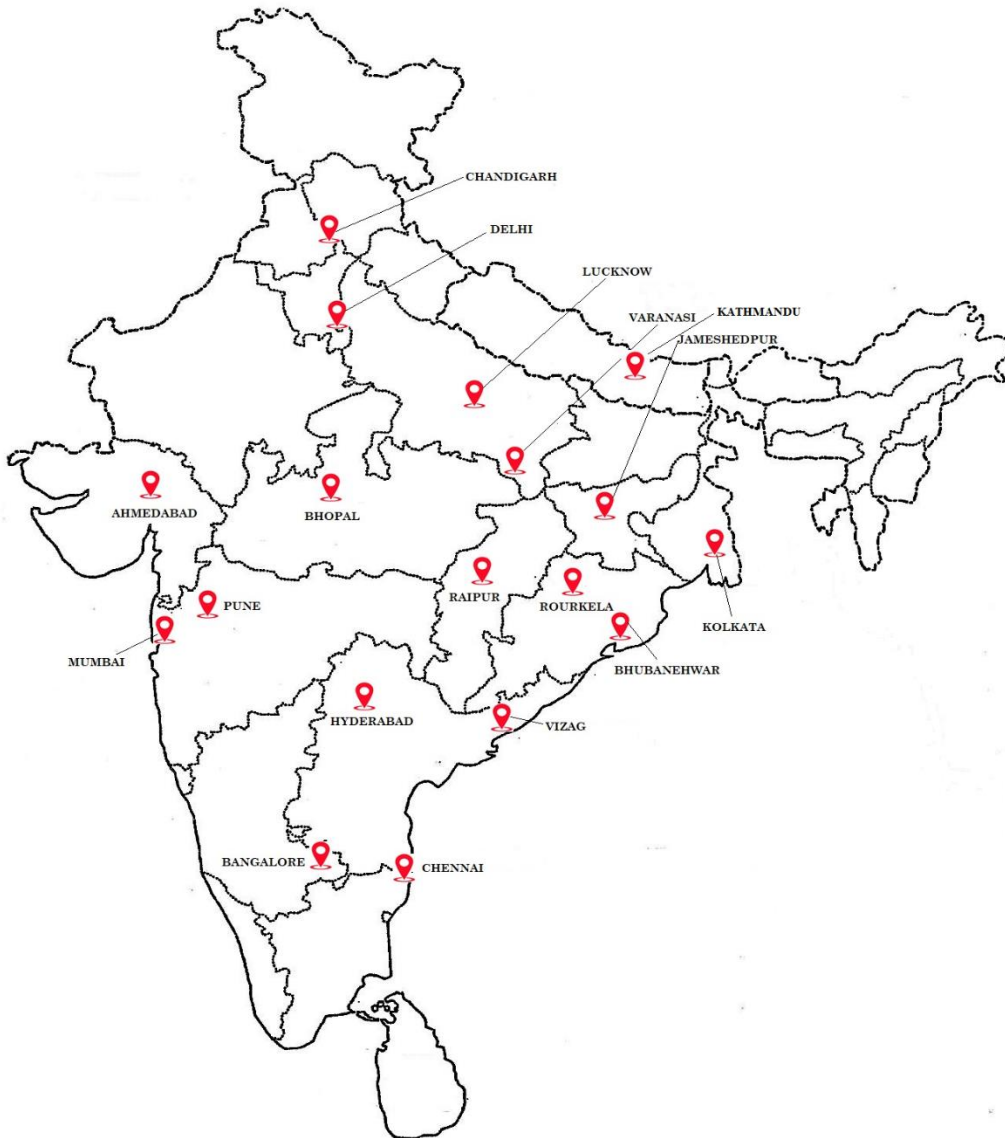 CHANDIGARH
DELHI
LUCKNOW
VARANASI
KATHMANDU
JAMESHEDPUR
AHMEDABAD
BHOPAL
RAIPUR
ROURKELA
PUNE
KOLKATA
MUMBAI
BHUBANEHWAR
HYDERABAD
VIZAG
BANGALORE
CHENNAI